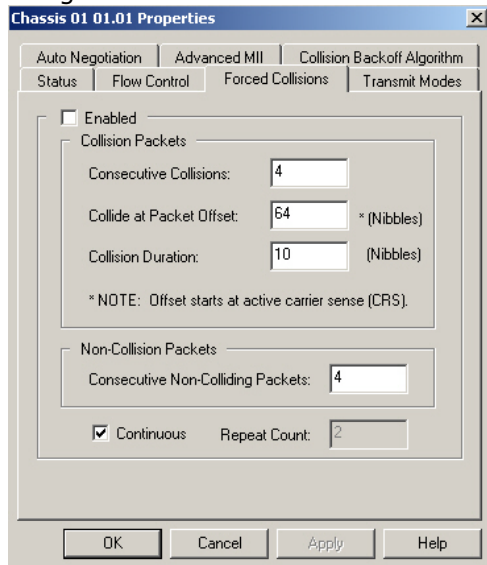 Chassis 01 01.01 Properties
Auto Negotiation Advanced MII Collision Backoff Algorithm
Status Flow Control Forced Collisions Transmit Modes
Enabled
Collision Packets
Consecutive Collisions: 4
Collide at Packet Offset: 64 * (Nibbles)
Collision Duration: 10 (Nibbles)
* NOTE: Offset starts at active carrier sense (CRS).
Non-Collision Packets
Consecutive Non-Colliding Packets: 4
Continuous Repeat Count: 2
OK Cancel Apply Help